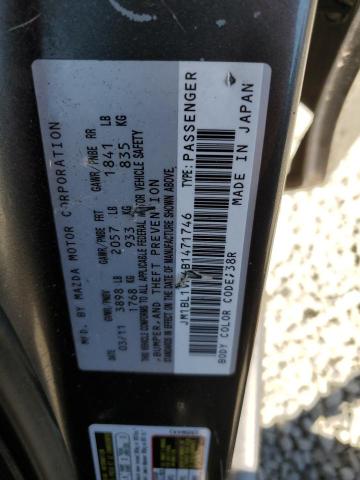 MFD. BY MAZDA MOTOR CORPORATION
GVWR/PNBV GAWR/PNBE FRT GAWR/PNBE RR
03/11 3898 LB 2057 LB 1841 LB
1768 KG 933 KG 835 KG
THIS VEHICLE CONFORMS TO ALL APPLICABLE FEDERAL MOTOR VEHICLE SAFETY
-BUMPER, AND THEFT PREVENTION
STANDARDS IN EFFECT ON THE DATE OF MANUFACTURE SHOWN ABOVE.
B1471746 TYPE: PASSENGER
MADE IN JAPAN
BODY COLOR CODE/38R